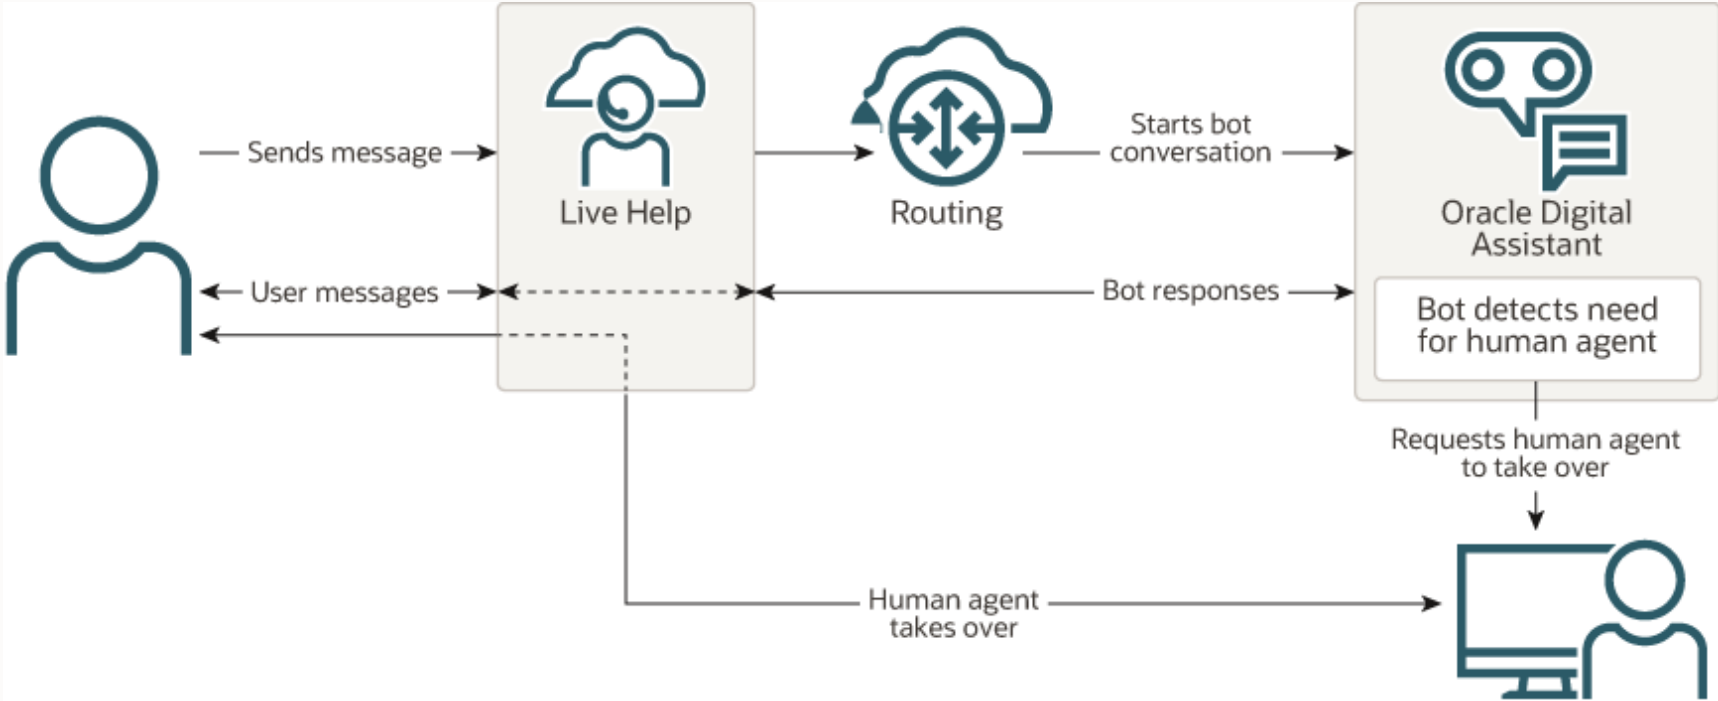 Sends message
Live Help
Routing
Starts bot
conversation
Oracle Digital
Assistant
User messages
Bot responses
Bot detects need
for human agent
Requests human agent
to take over
Human agent
takes over